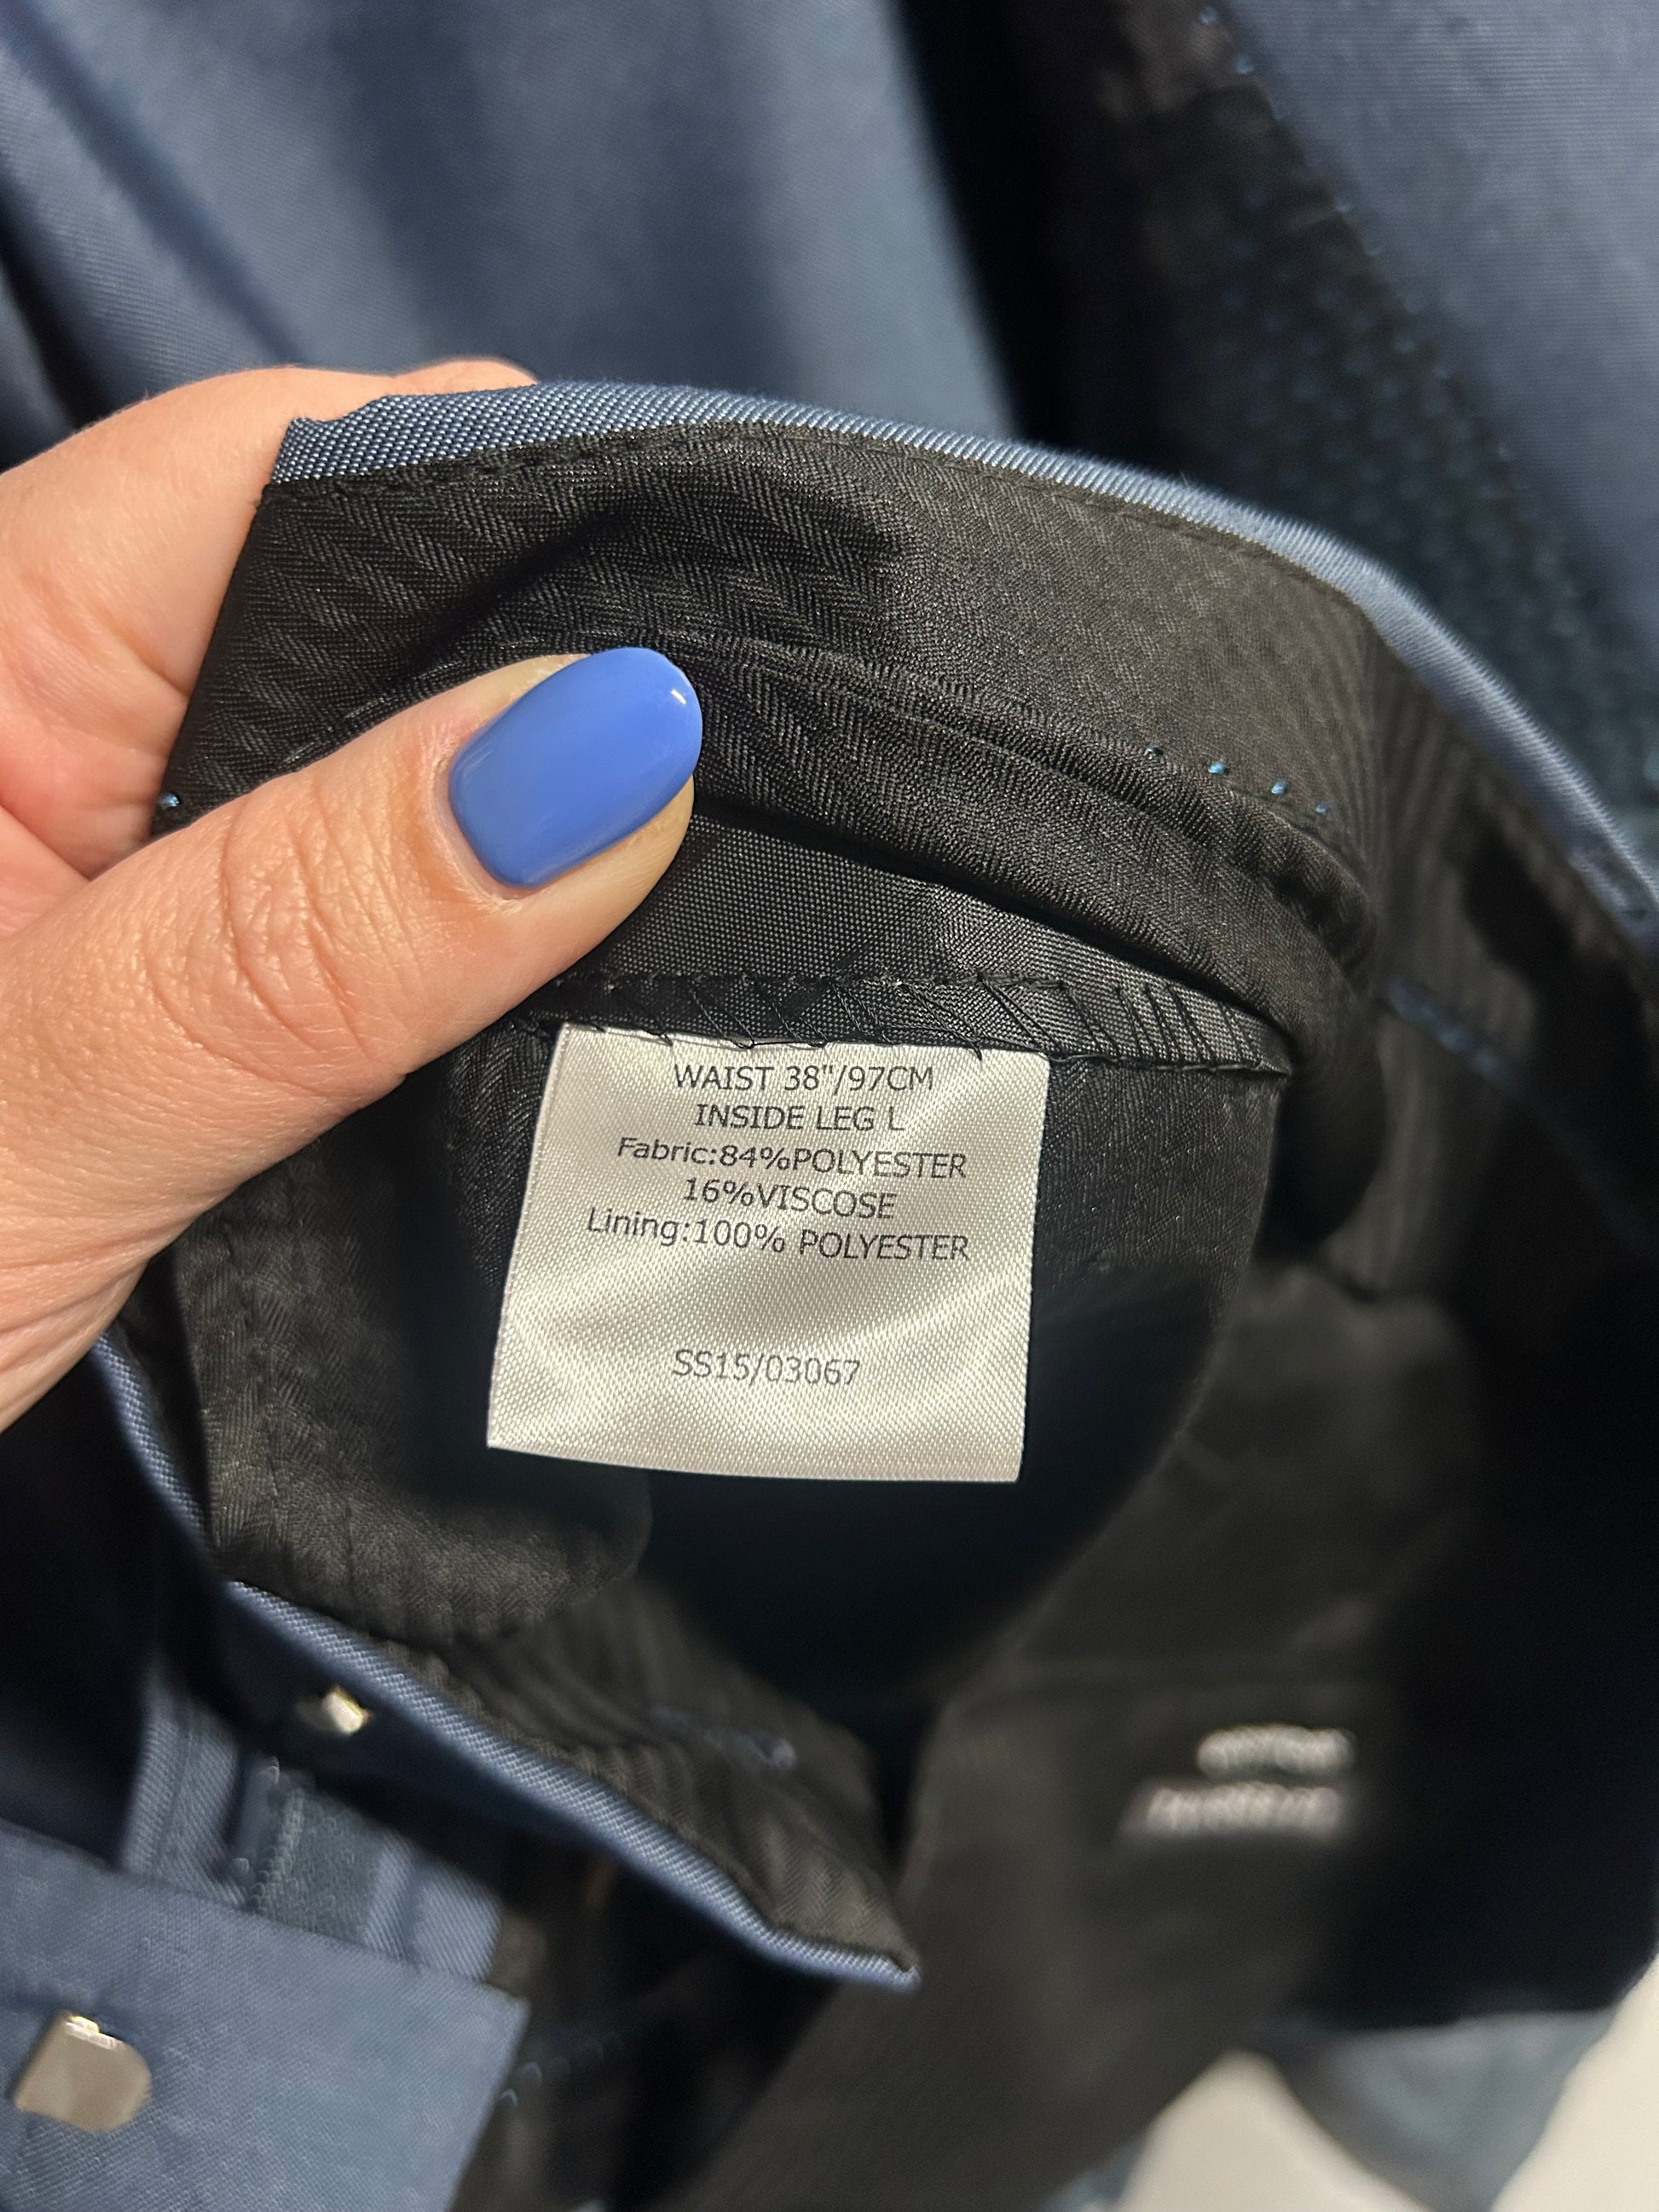 WAIST 38"/97CM
INSIDE LEG L
Fabric:84%POLYESTER
16%VISCOSE
Lining:100% POLYESTER
SS15/03067